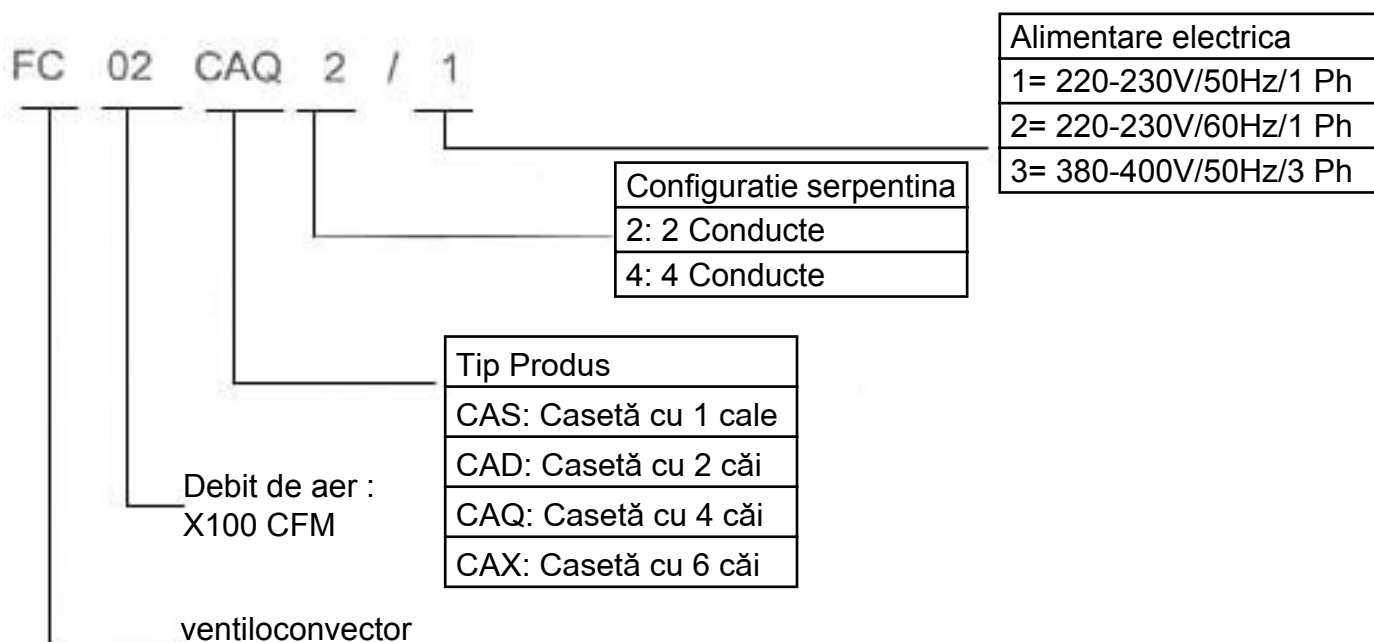 FC 02 CAQ 2 / 1
Alimentare electrica
1= 220-230V/50Hz/1 Ph
2= 220-230V/60Hz/1 Ph
3= 380-400V/50Hz/3 Ph
Configuratie serpentina
2: 2 Conducte
4: 4 Conducte
Tip Produs
CAS: Casetă cu 1 cale
CAD: Casetă cu 2 căi
CAQ: Casetă cu 4 căi
CAX: Casetă cu 6 căi
Debit de aer :
X100 CFM
ventiloconvector